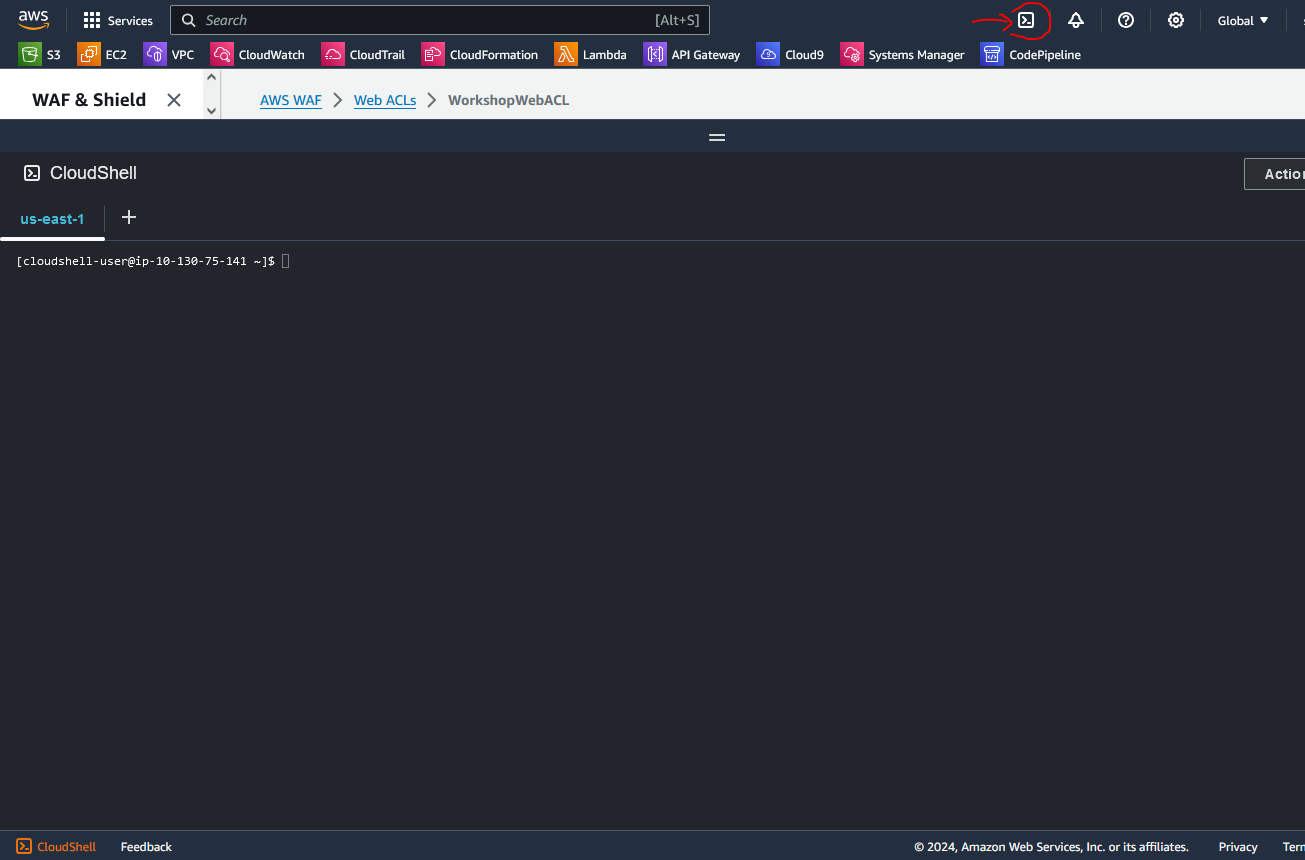 aws Services Search [Alt+S] Global
S3 EC2 VPC CloudWatch CloudTrail CloudFormation Lambda API Gateway Cloud9 Systems Manager CodePipeline
WAF & Shield AWS WAF Web ACLs WorkshopWebACL
CloudShell Actio
us-east-1
[cloudshell-user@ip-10-130-75-141 ~]$
CloudShell Feedback © 2024, Amazon Web Services, Inc. or its affiliates. Privacy Terr